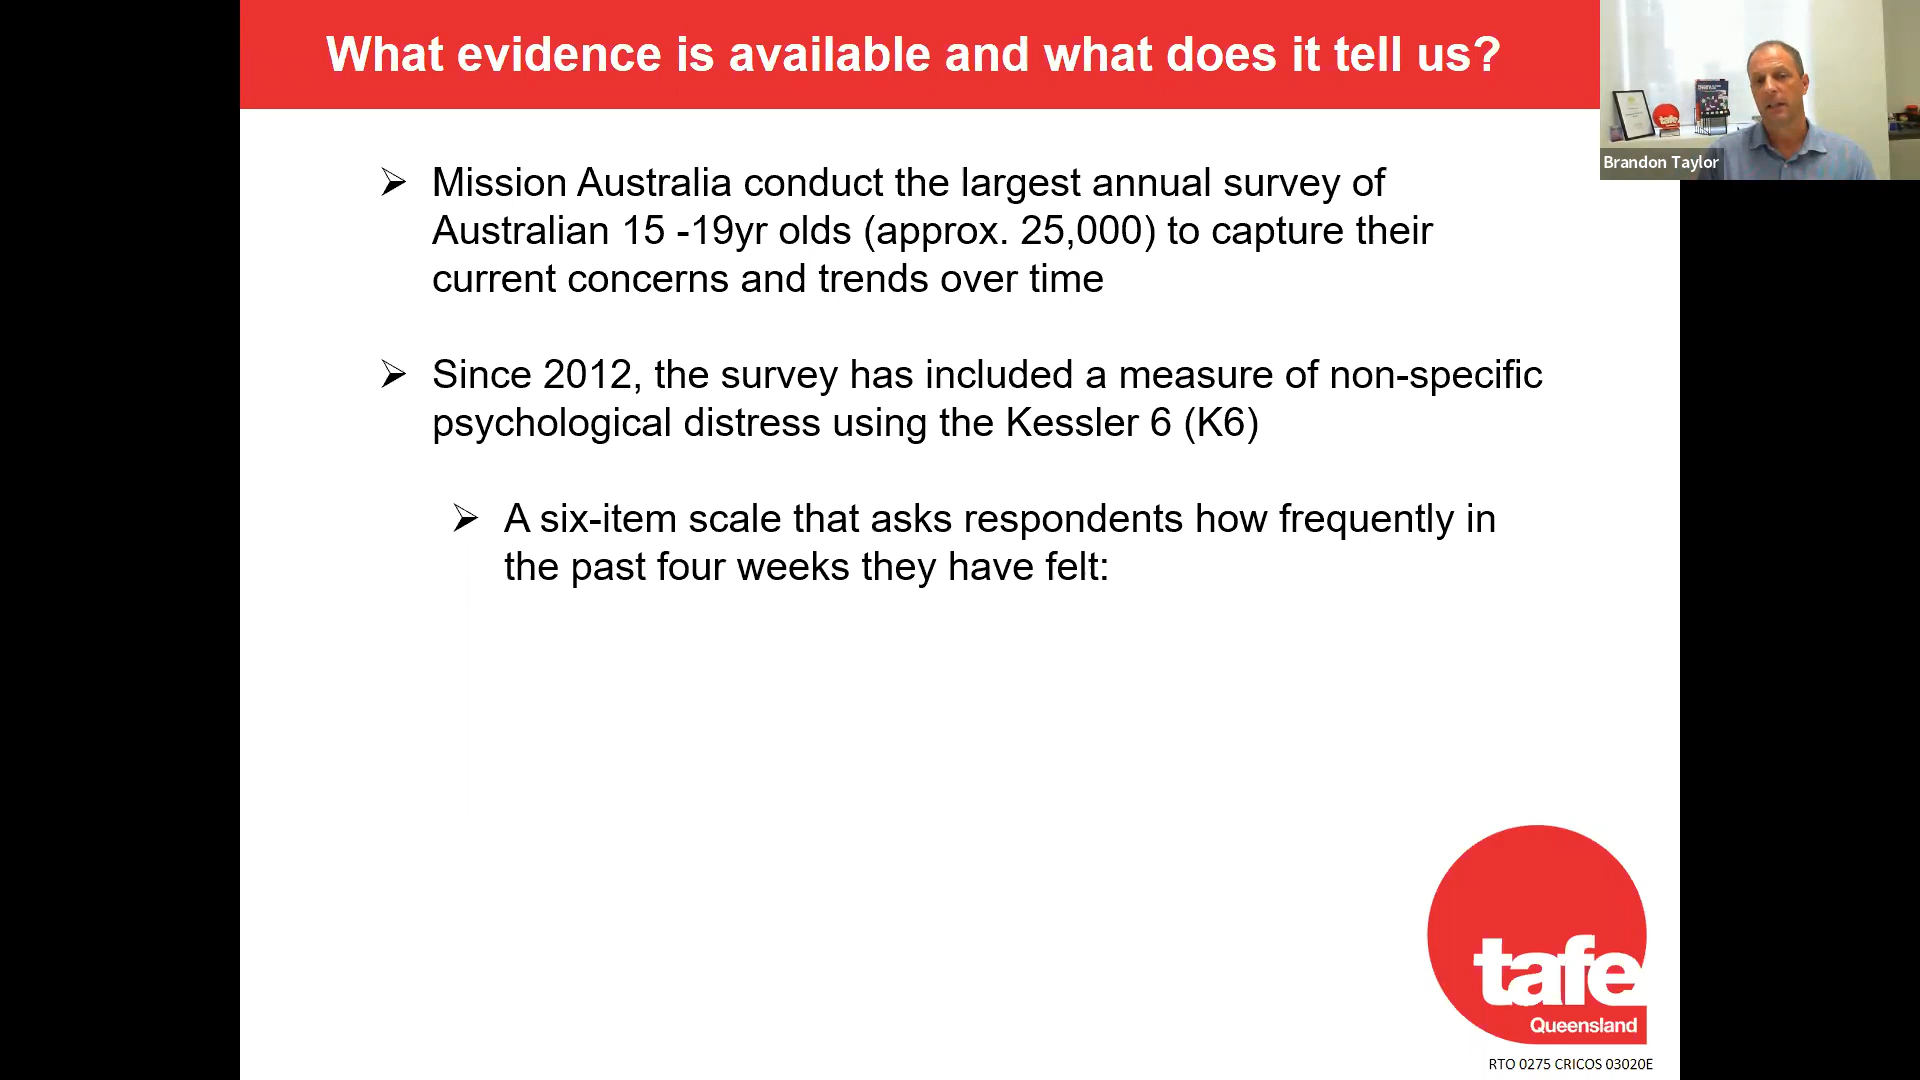 What evidence is available and what does it tell us?
Brandon Taylor
tafe
➢ Mission Australia conduct the largest annual survey of
Australian 15 -19yr olds (approx. 25,000) to capture their
current concerns and trends over time
➢ Since 2012, the survey has included a measure of non-specific
psychological distress using the Kessler 6 (K6)
➢ A six-item scale that asks respondents how frequently in
the past four weeks they have felt:
tafe
Queensland
RTO 0275 CRICOS 03020E